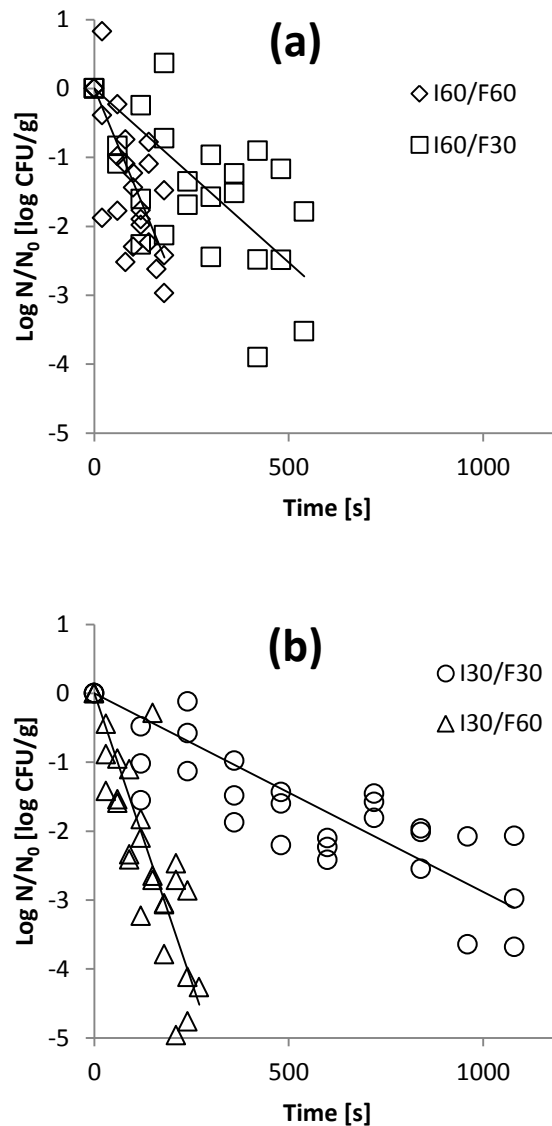 (a)
1
0
-1
-2
-3
-4
-5
Log N/N₀ [log CFU/g]
0 500 1000
Time [s]
I60/F60
I60/F30
(b)
1
0
-1
-2
-3
-4
-5
Log N/N₀ [log CFU/g]
0 500 1000
Time [s]
I30/F30
I30/F60